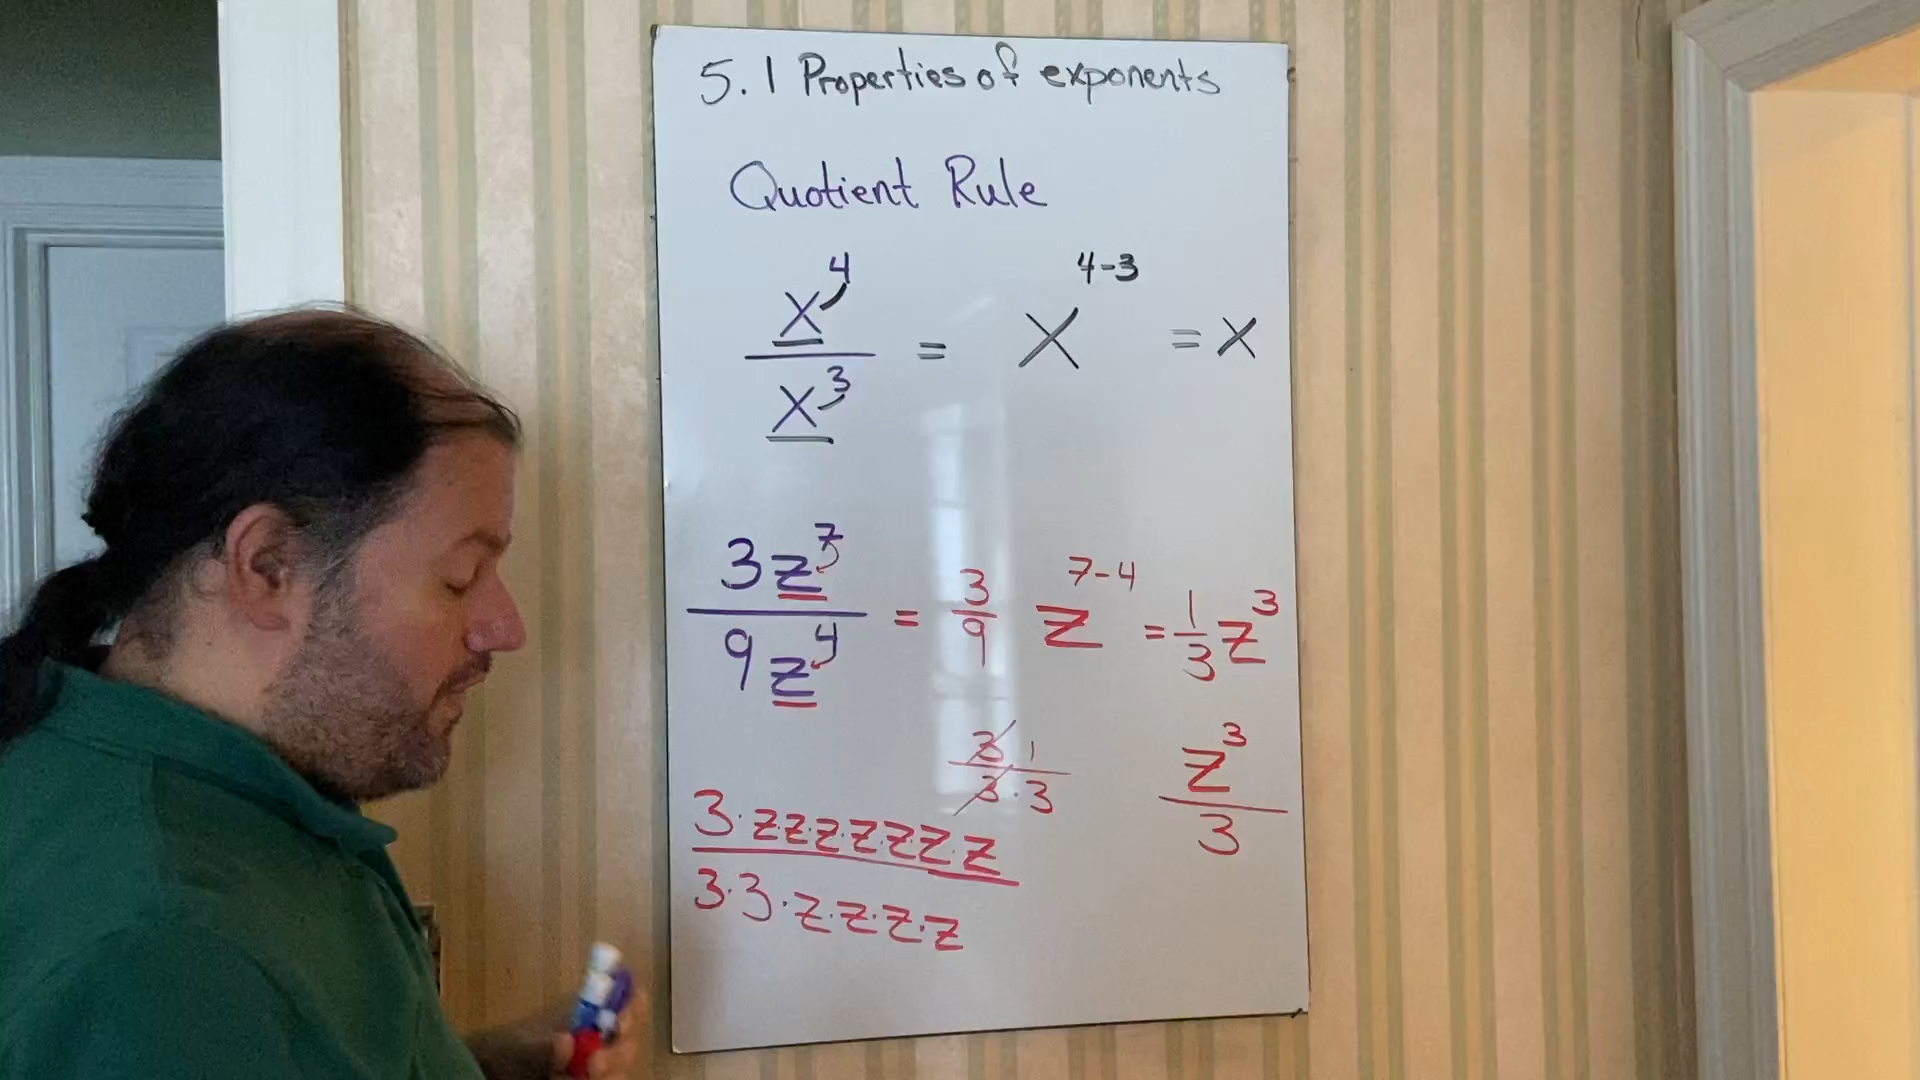 5.1 Properties of exponents
Quotient Rule
x^4 / x^3 = x^{4-3} = x
3z^7 / 9z^4 = 3/9 z^{7-4} = 1/3 z^3
3 1 / 3·3
z^3 / 3
3·z·z·z·z·z·z·z / 3·3·z·z·z·z